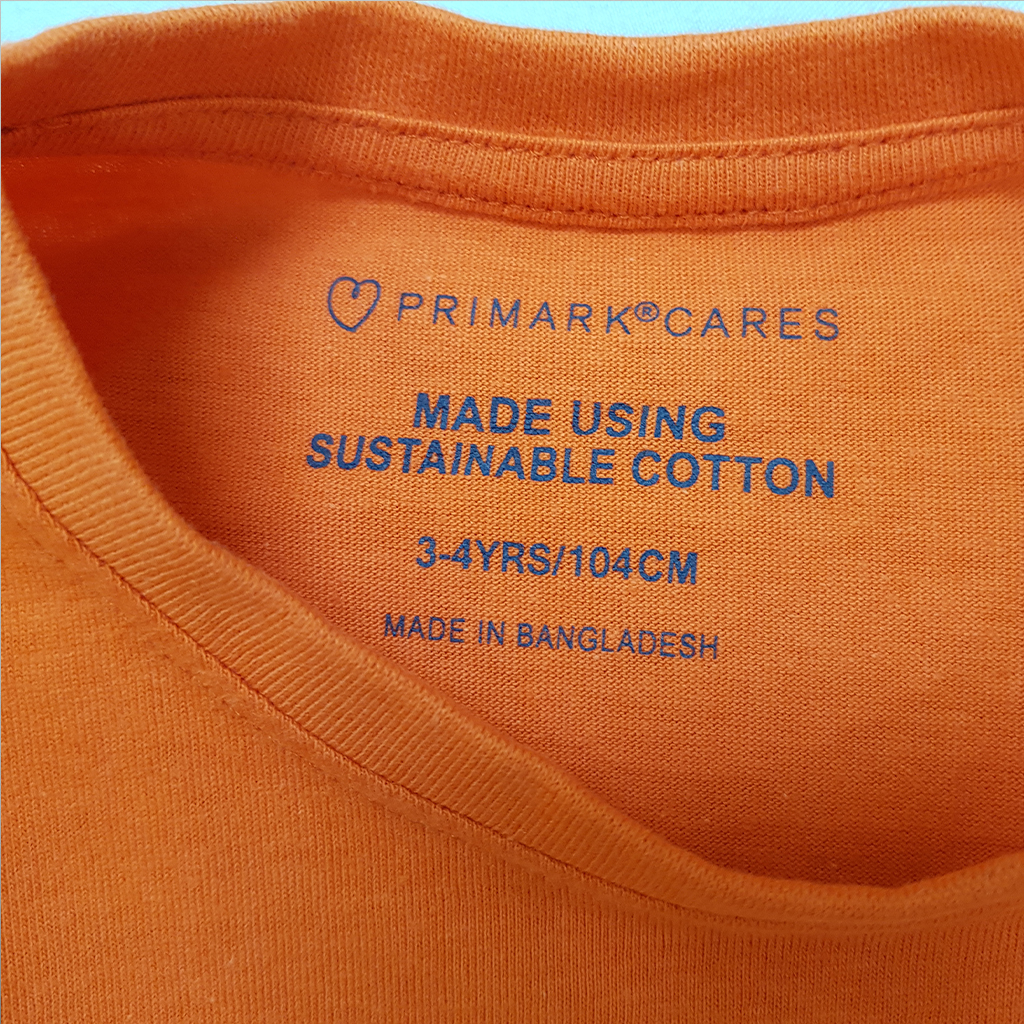 PRIMARK®CARES
MADE USING
SUSTAINABLE COTTON
3-4YRS/104CM
MADE IN BANGLADESH